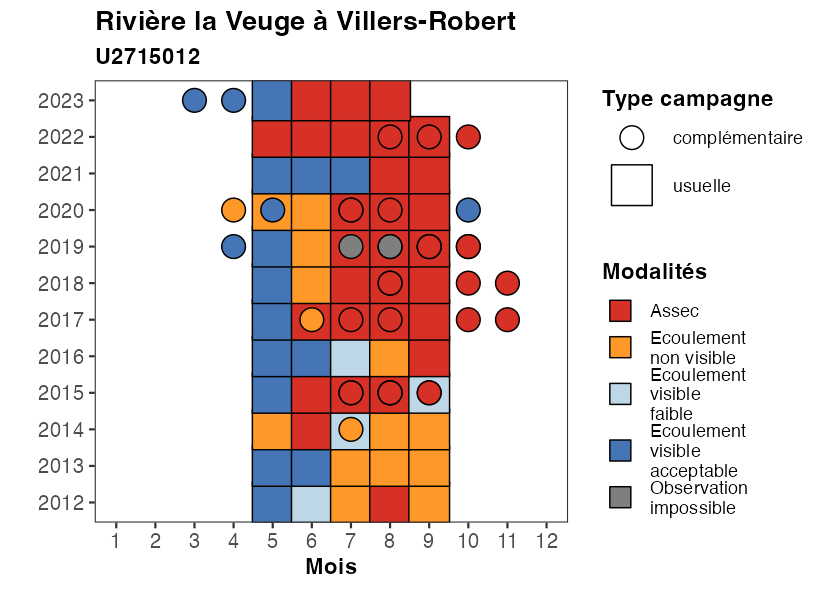 Rivière la Veuge à Villers-Robert
U2715012
2023
2022
2021
2020
2019
2018
2017
2016
2015
2014
2013
2012
1 2 3 4 5 6 7 8 9 10 11 12
Mois
Type campagne
complémentaire
usuelle
Modalités
Assec
Ecoulement
non visible
Ecoulement
visible
faible
Ecoulement
visible
acceptable
Observation
impossible